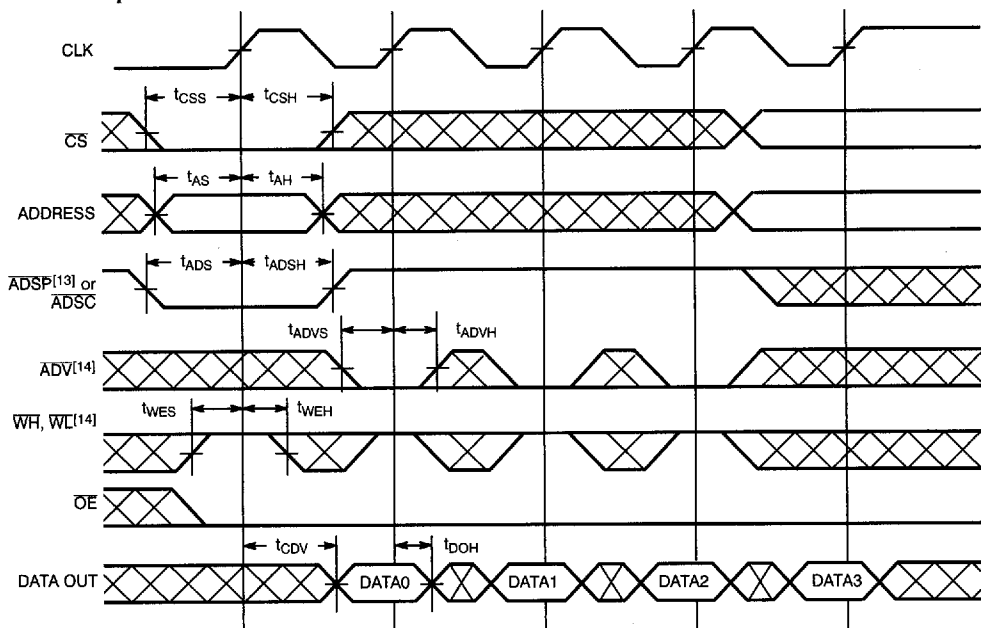 CLK
tCSS tCSH
CS
tAS tAH
ADDRESS
tADS tADSH
ADSP[13] or
ADSC
tADVS tADVH
ADV[14]
tWES tWEH
WH, WL[14]
OE
tCDV tDOH
DATA OUT DATA0 DATA1 DATA2 DATA3